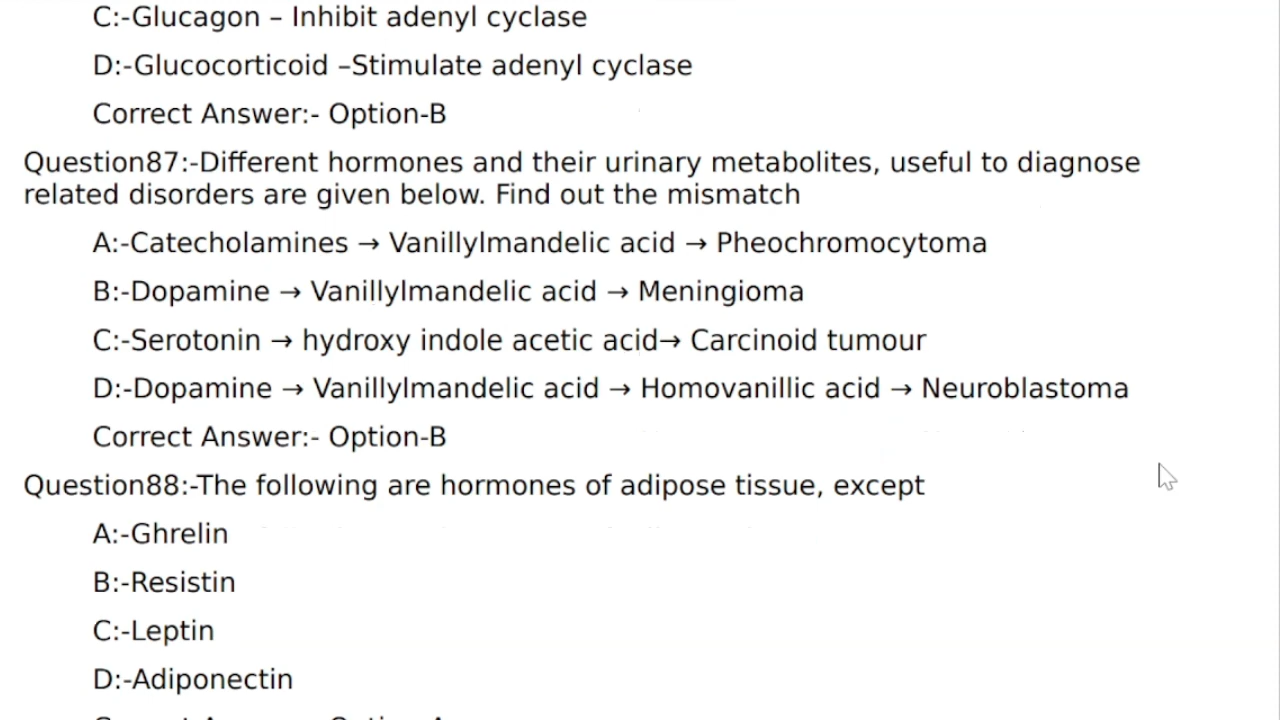 C:-Glucagon – Inhibit adenyl cyclase
D:-Glucocorticoid –Stimulate adenyl cyclase
Correct Answer:- Option-B
Question87:-Different hormones and their urinary metabolites, useful to diagnose
related disorders are given below. Find out the mismatch
A:-Catecholamines → Vanillylmandelic acid → Pheochromocytoma
B:-Dopamine → Vanillylmandelic acid → Meningioma
C:-Serotonin → hydroxy indole acetic acid→ Carcinoid tumour
D:-Dopamine → Vanillylmandelic acid → Homovanillic acid → Neuroblastoma
Correct Answer:- Option-B
Question88:-The following are hormones of adipose tissue, except
A:-Ghrelin
B:-Resistin
C:-Leptin
D:-Adiponectin